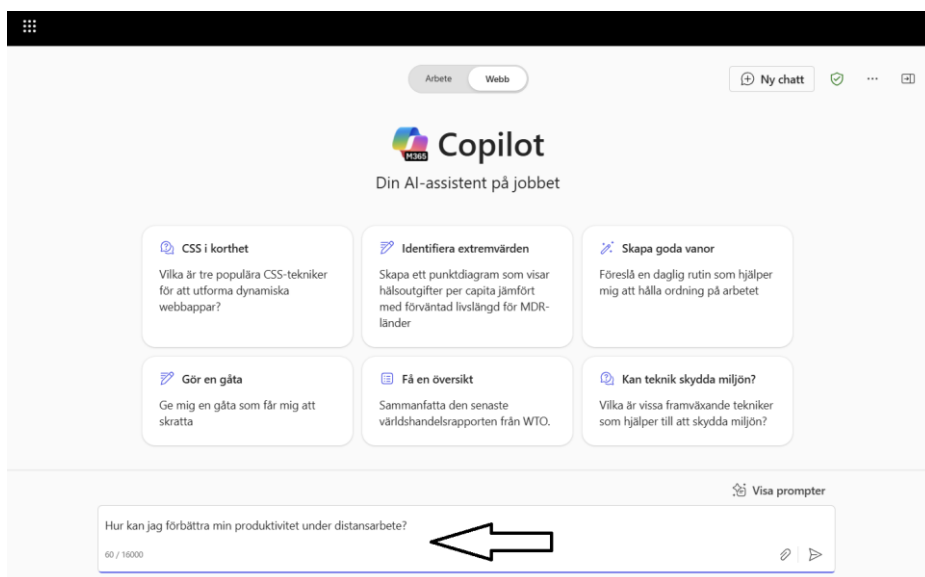 Arbete Webb
Ny chatt
M365 Copilot
Din AI-assistent på jobbet
CSS i korthet
Vilka är tre populära CSS-tekniker
för att utforma dynamiska
webbappar?
Identifiera extremvärden
Skapa ett punktdiagram som visar
hälsoutgifter per capita jämfört
med förväntad livslängd för MDR-
länder
Skapa goda vanor
Föreslå en daglig rutin som hjälper
mig att hålla ordning på arbetet
Gör en gåta
Ge mig en gåta som får mig att
skratta
Få en översikt
Sammanfatta den senaste
världshandelsrapporten från WTO.
Kan teknik skydda miljön?
Vilka är vissa framväxande tekniker
som hjälper till att skydda miljön?
Visa prompter
Hur kan jag förbättra min produktivitet under distansarbete?
60 / 16000